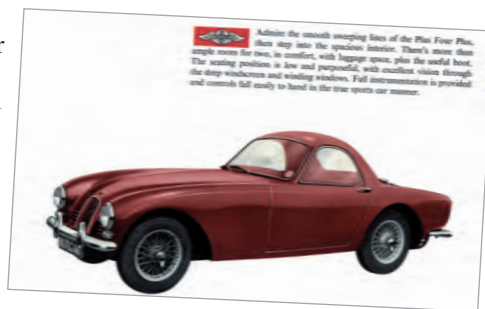 Admire the smooth sweeping lines of the Plus Four Plus,
then step into the spacious interior. There's more than
ample room for two, in comfort, with luggage space, plus the useful boot.
The seating position is low and purposeful, with excellent vision through
the deep windscreen and winding windows. Full instrumentation is provided
and controls fall easily to hand in the true sports car manner.